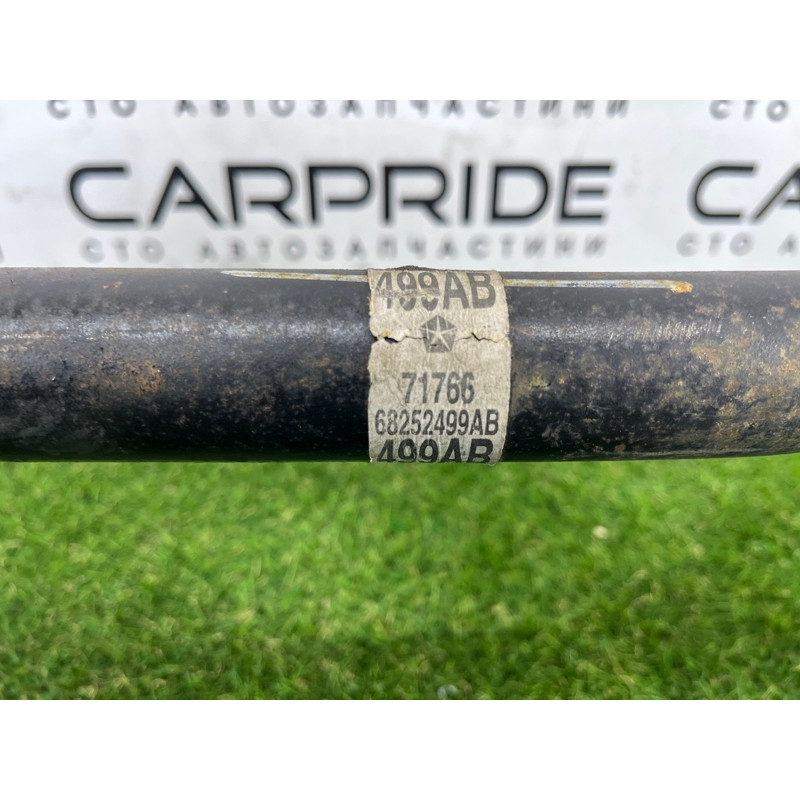 СТО АВТОЗАПЧАСТИНИ СТО А
CARPRIDE CA
СТО АВТОЗАПЧАСТИНИ СТО
499AB
71766
68252499AB
499AB